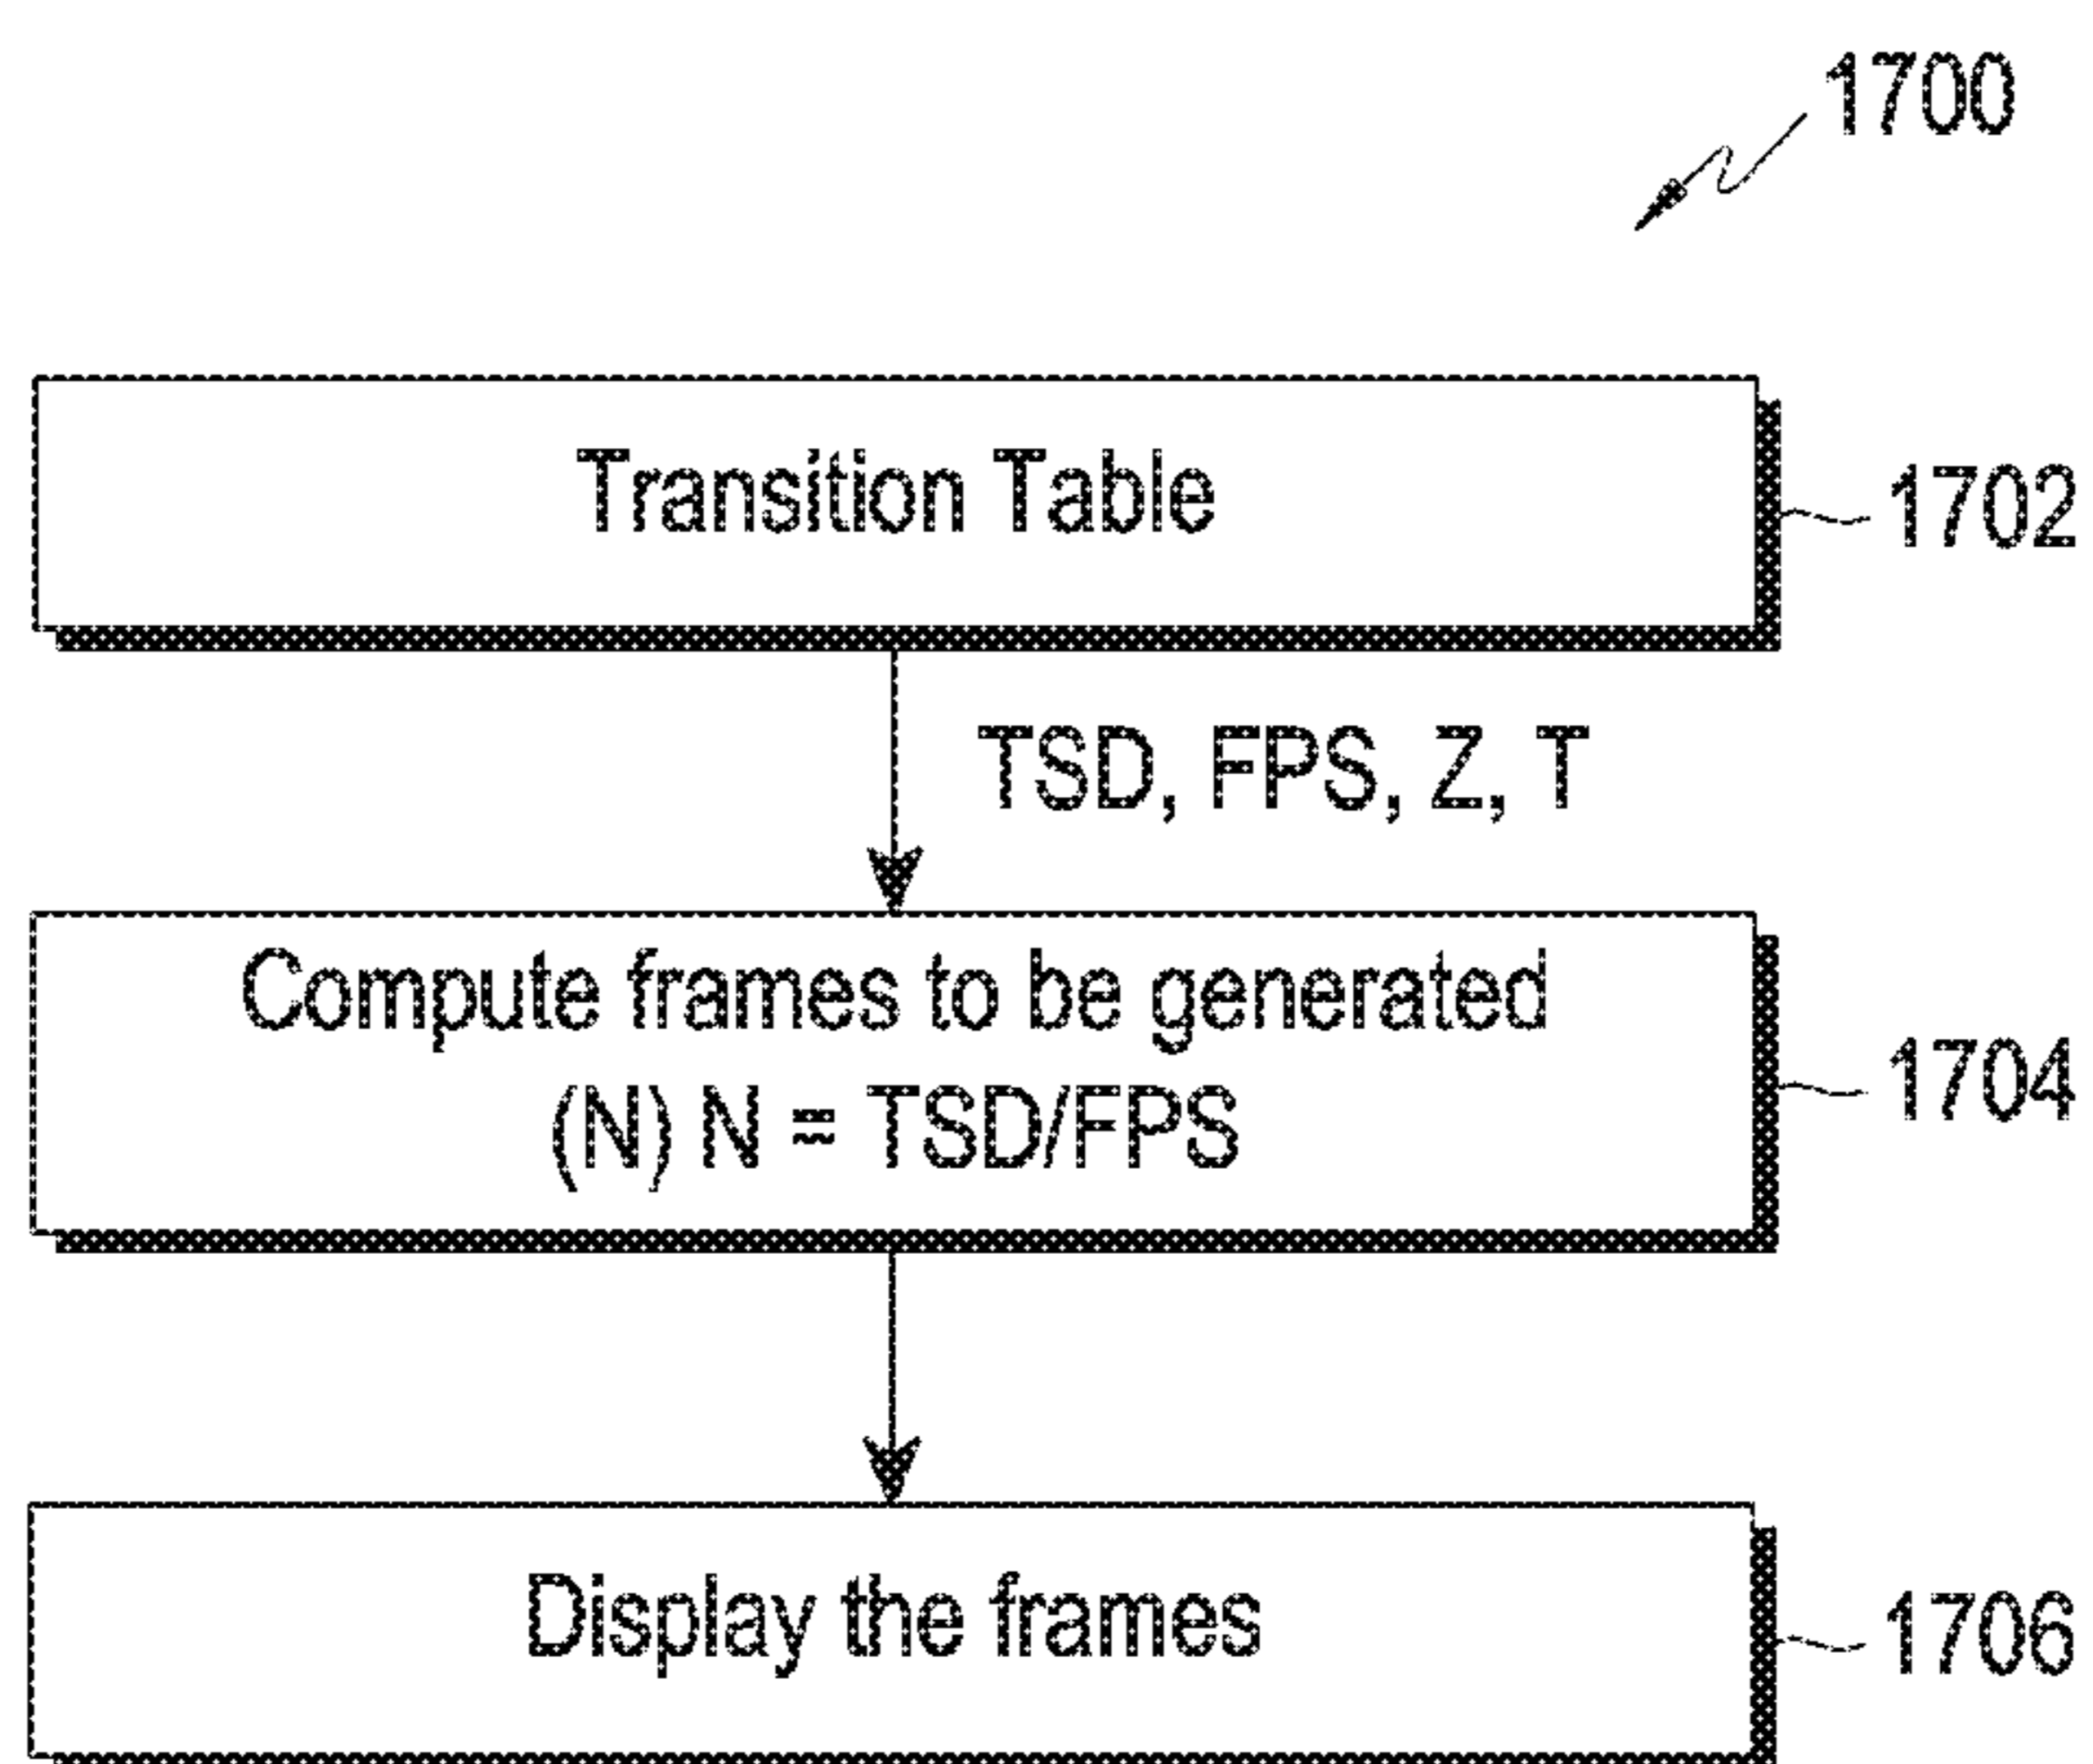 1700
Transition Table
1702
TSD, FPS, Z, T
Compute frames to be generated
(N) N = TSD/FPS
1704
Display the frames
1706